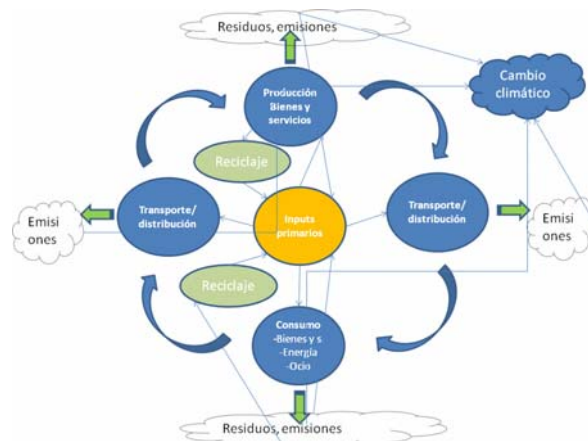 Residuos, emisiones
Cambio
climático
Producción
Bienes y
servicios
Reciclaje
Transporte/
distribución
Inputs
primarios
Transporte/
distribución
Emisi
ones
Emisi
ones
Reciclaje
Consumo
-Bienes y s
-Energía
-Ocio
Residuos, emisiones